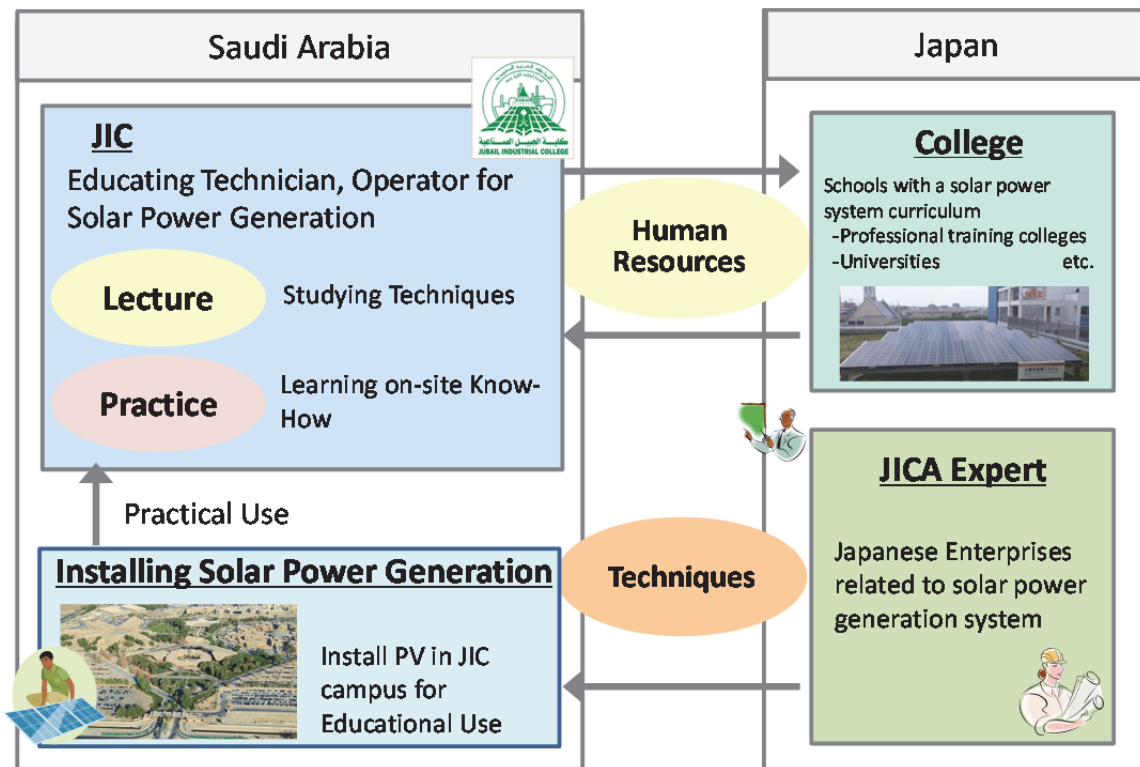 Saudi Arabia
JIC
Educating Technician, Operator for
Solar Power Generation
Lecture
Studying Techniques
Practice
Learning on-site Know-
How
كلية الجبيل الصناعية
JUBAIL INDUSTRIAL COLLEGE
Practical Use
Installing Solar Power Generation
Install PV in JIC
campus for
Educational Use
Human
Resources
Techniques
Japan
College
Schools with a solar power
system curriculum
-Professional training colleges
-Universities etc.
JICA Expert
Japanese Enterprises
related to solar power
generation system